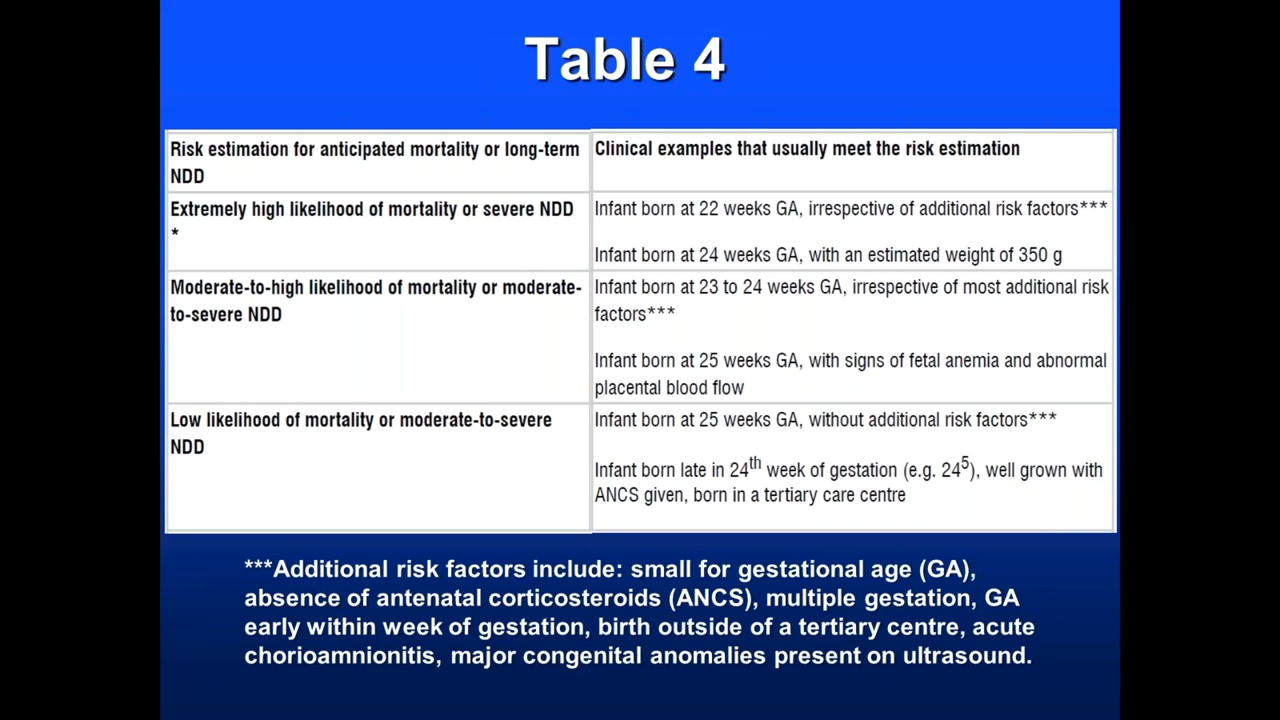 Table 4
Risk estimation for anticipated mortality or long-term
NDD
Clinical examples that usually meet the risk estimation
Extremely high likelihood of mortality or severe NDD
*
Infant born at 22 weeks GA, irrespective of additional risk factors***
Infant born at 24 weeks GA, with an estimated weight of 350 g
Moderate-to-high likelihood of mortality or moderate-
to-severe NDD
Infant born at 23 to 24 weeks GA, irrespective of most additional risk
factors***
Infant born at 25 weeks GA, with signs of fetal anemia and abnormal
placental blood flow
Low likelihood of mortality or moderate-to-severe
NDD
Infant born at 25 weeks GA, without additional risk factors***
Infant born late in 24th week of gestation (e.g. 24⁵), well grown with
ANCS given, born in a tertiary care centre
***Additional risk factors include: small for gestational age (GA),
absence of antenatal corticosteroids (ANCS), multiple gestation, GA
early within week of gestation, birth outside of a tertiary centre, acute
chorioamnionitis, major congenital anomalies present on ultrasound.